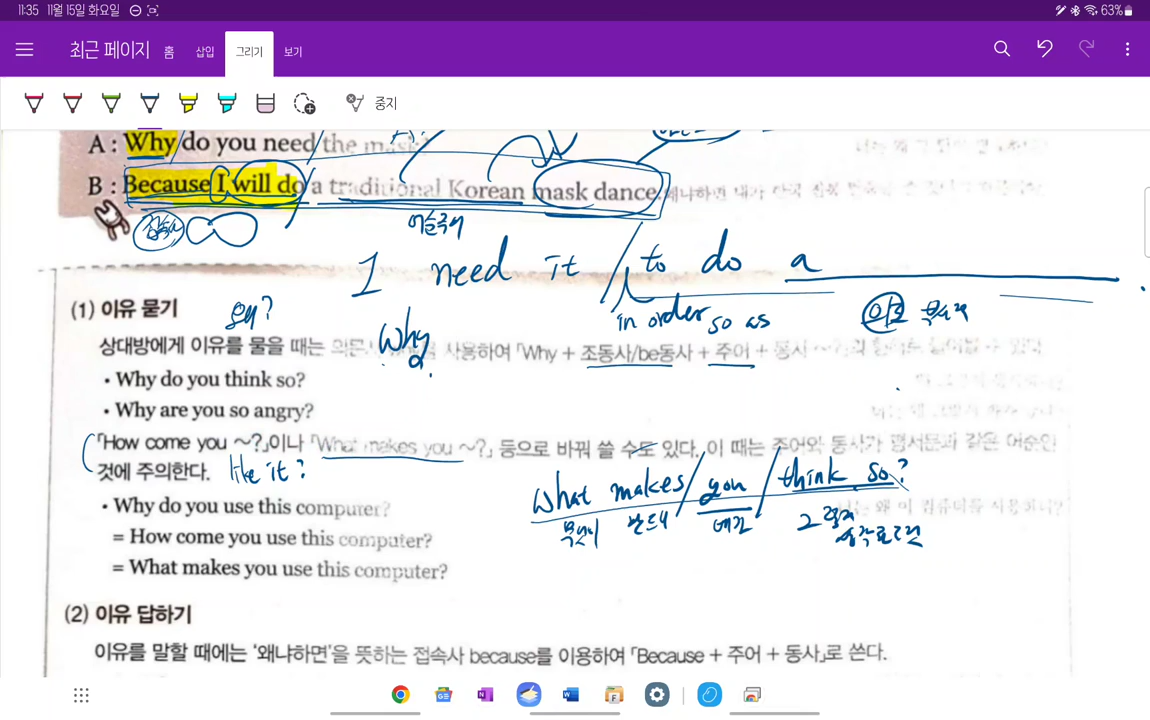 11:35 11월 15일 화요일 63%
최근 페이지 홈 삽입 그리기 보기
중지
A : Why do you need the mask?
B : Because I will do a traditional Korean mask dance.
접속사
I need it / to do a
in order so as
(1) 이유 묻기
왜?
Why
상대방에게 이유를 물을 때는 사용하여 「Why + 조동사/be동사 + 주어 + 동사 ~?」
• Why do you think so?
• Why are you so angry?
「How come you ~?」이나 「What makes you ~?」 등으로 바꿔 쓸 수도 있다. 이 때는 주어와 동사가 평서문과 같은 어순인
것에 주의한다. like it?
What makes / you / think so?
무엇이 만드니 네가 그렇게 생각하도록
• Why do you use this computer?
= How come you use this computer?
= What makes you use this computer?
(2) 이유 답하기
이유를 말할 때에는 '왜냐하면'을 뜻하는 접속사 because를 이용하여 「Because + 주어 + 동사」로 쓴다.